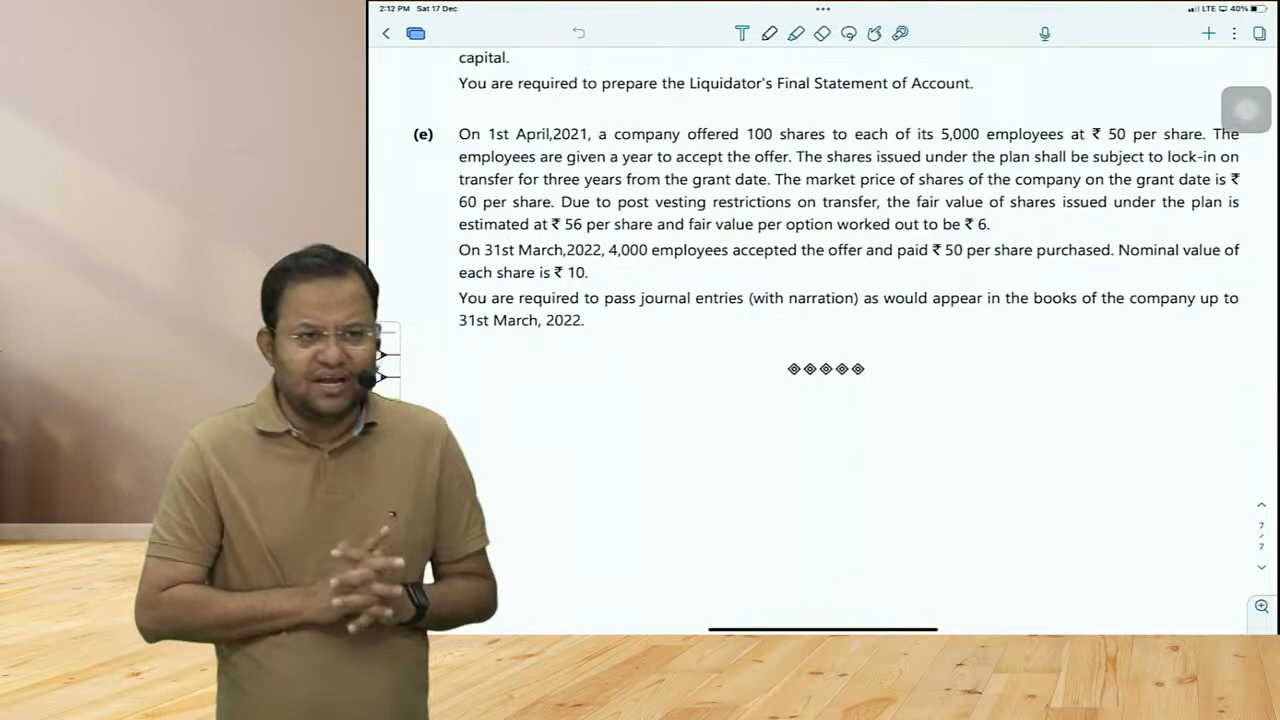 2:12 PM Sat 17 Dec
LTE 40%
capital.
You are required to prepare the Liquidator's Final Statement of Account.
(e) On 1st April,2021, a company offered 100 shares to each of its 5,000 employees at ₹ 50 per share. The
employees are given a year to accept the offer. The shares issued under the plan shall be subject to lock-in on
transfer for three years from the grant date. The market price of shares of the company on the grant date is ₹
60 per share. Due to post vesting restrictions on transfer, the fair value of shares issued under the plan is
estimated at ₹ 56 per share and fair value per option worked out to be ₹ 6.
On 31st March,2022, 4,000 employees accepted the offer and paid ₹ 50 per share purchased. Nominal value of
each share is ₹ 10.
You are required to pass journal entries (with narration) as would appear in the books of the company up to
31st March, 2022.
7
/
7